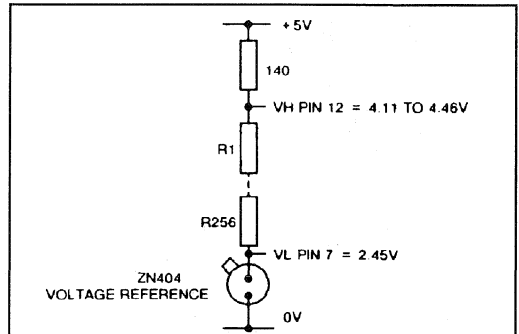 +5V
140
VH PIN 12 = 4.11 TO 4.46V
R1
R256
VL PIN 7 = 2.45V
ZN404
VOLTAGE REFERENCE
0V